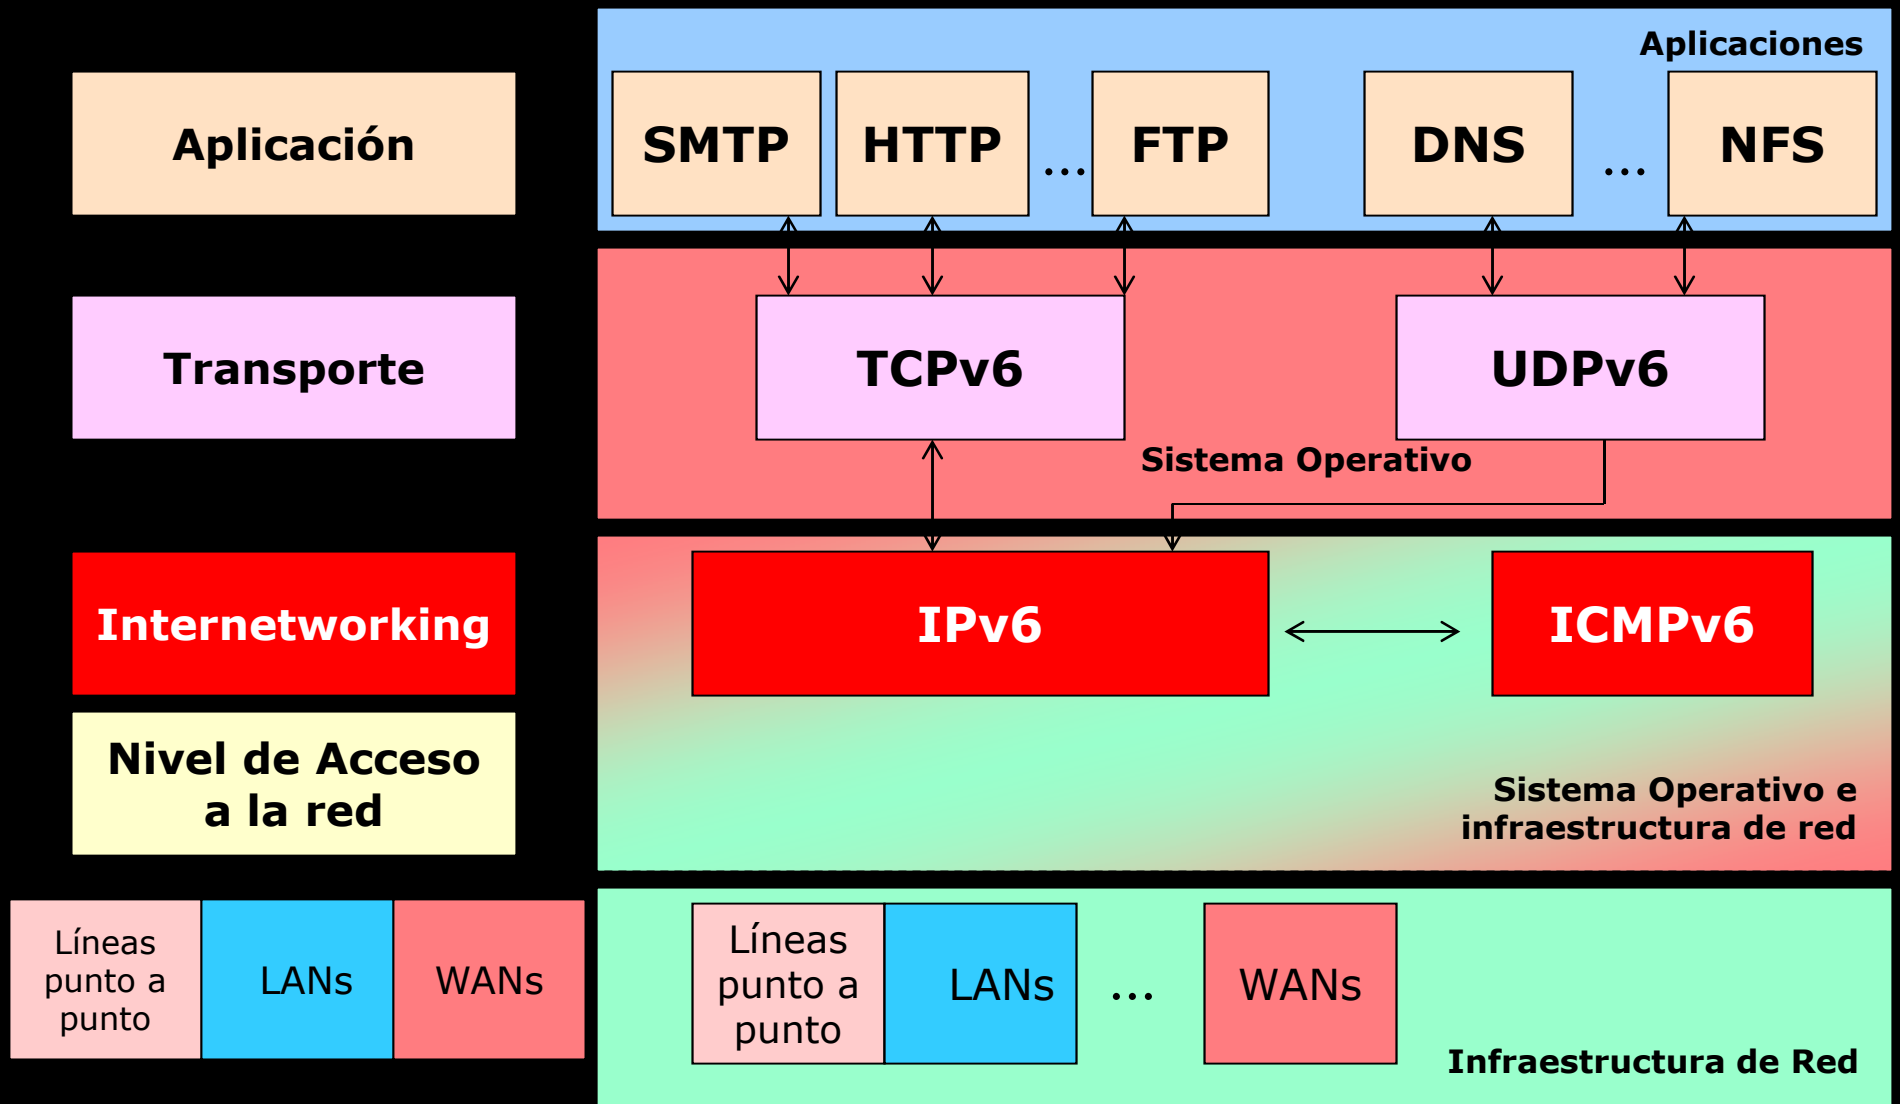 Aplicaciones
Aplicación
SMTP
HTTP
...
FTP
DNS
...
NFS
Transporte
TCPv6
UDPv6
Sistema Operativo
Internetworking
IPv6
ICMPv6
Nivel de Acceso
a la red
Sistema Operativo e
infraestructura de red
Líneas
punto a
punto
LANs
WANs
Líneas
punto a
punto
LANs
...
WANs
Infraestructura de Red